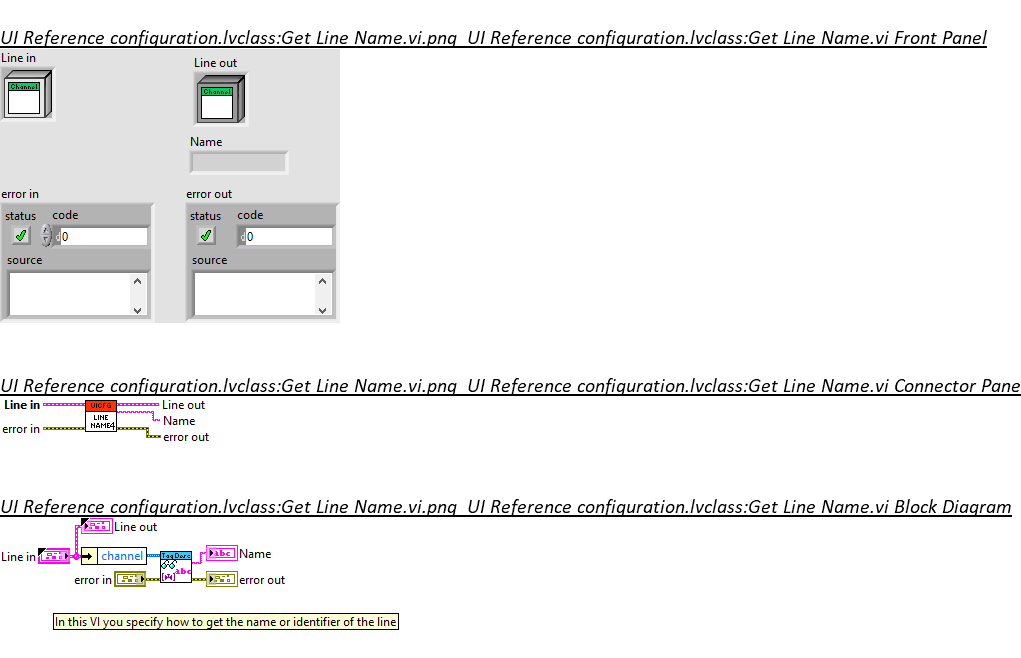 UI Reference configuration.lvclass:Get Line Name.vi.png UI Reference configuration.lvclass:Get Line Name.vi Front Panel
Line in
Line out
Channel
Channel
Name
error in
error out
status code
status code
0
0
source
source
UI Reference configuration.lvclass:Get Line Name.vi.png UI Reference configuration.lvclass:Get Line Name.vi Connector Pane
Line in
UICFG
Line out
LINE
NAME
Name
error in
error out
UI Reference configuration.lvclass:Get Line Name.vi.png UI Reference configuration.lvclass:Get Line Name.vi Block Diagram
Line out
Line in
channel
Tag Desc
abc
abc
Name
error in
error out
In this VI you specify how to get the name or identifier of the line